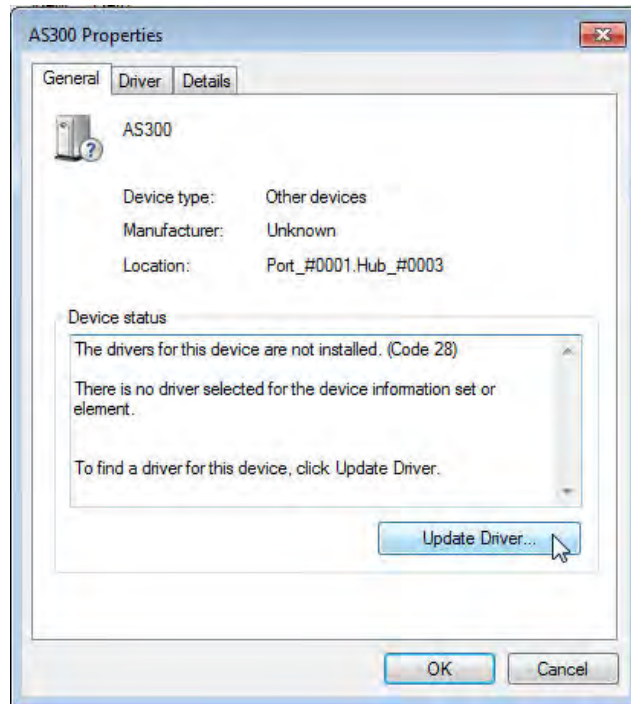 AS300 Properties
General Driver Details
AS300
Device type: Other devices
Manufacturer: Unknown
Location: Port_#0001.Hub_#0003
Device status
The drivers for this device are not installed. (Code 28)
There is no driver selected for the device information set or
element.
To find a driver for this device, click Update Driver.
Update Driver...
OK Cancel